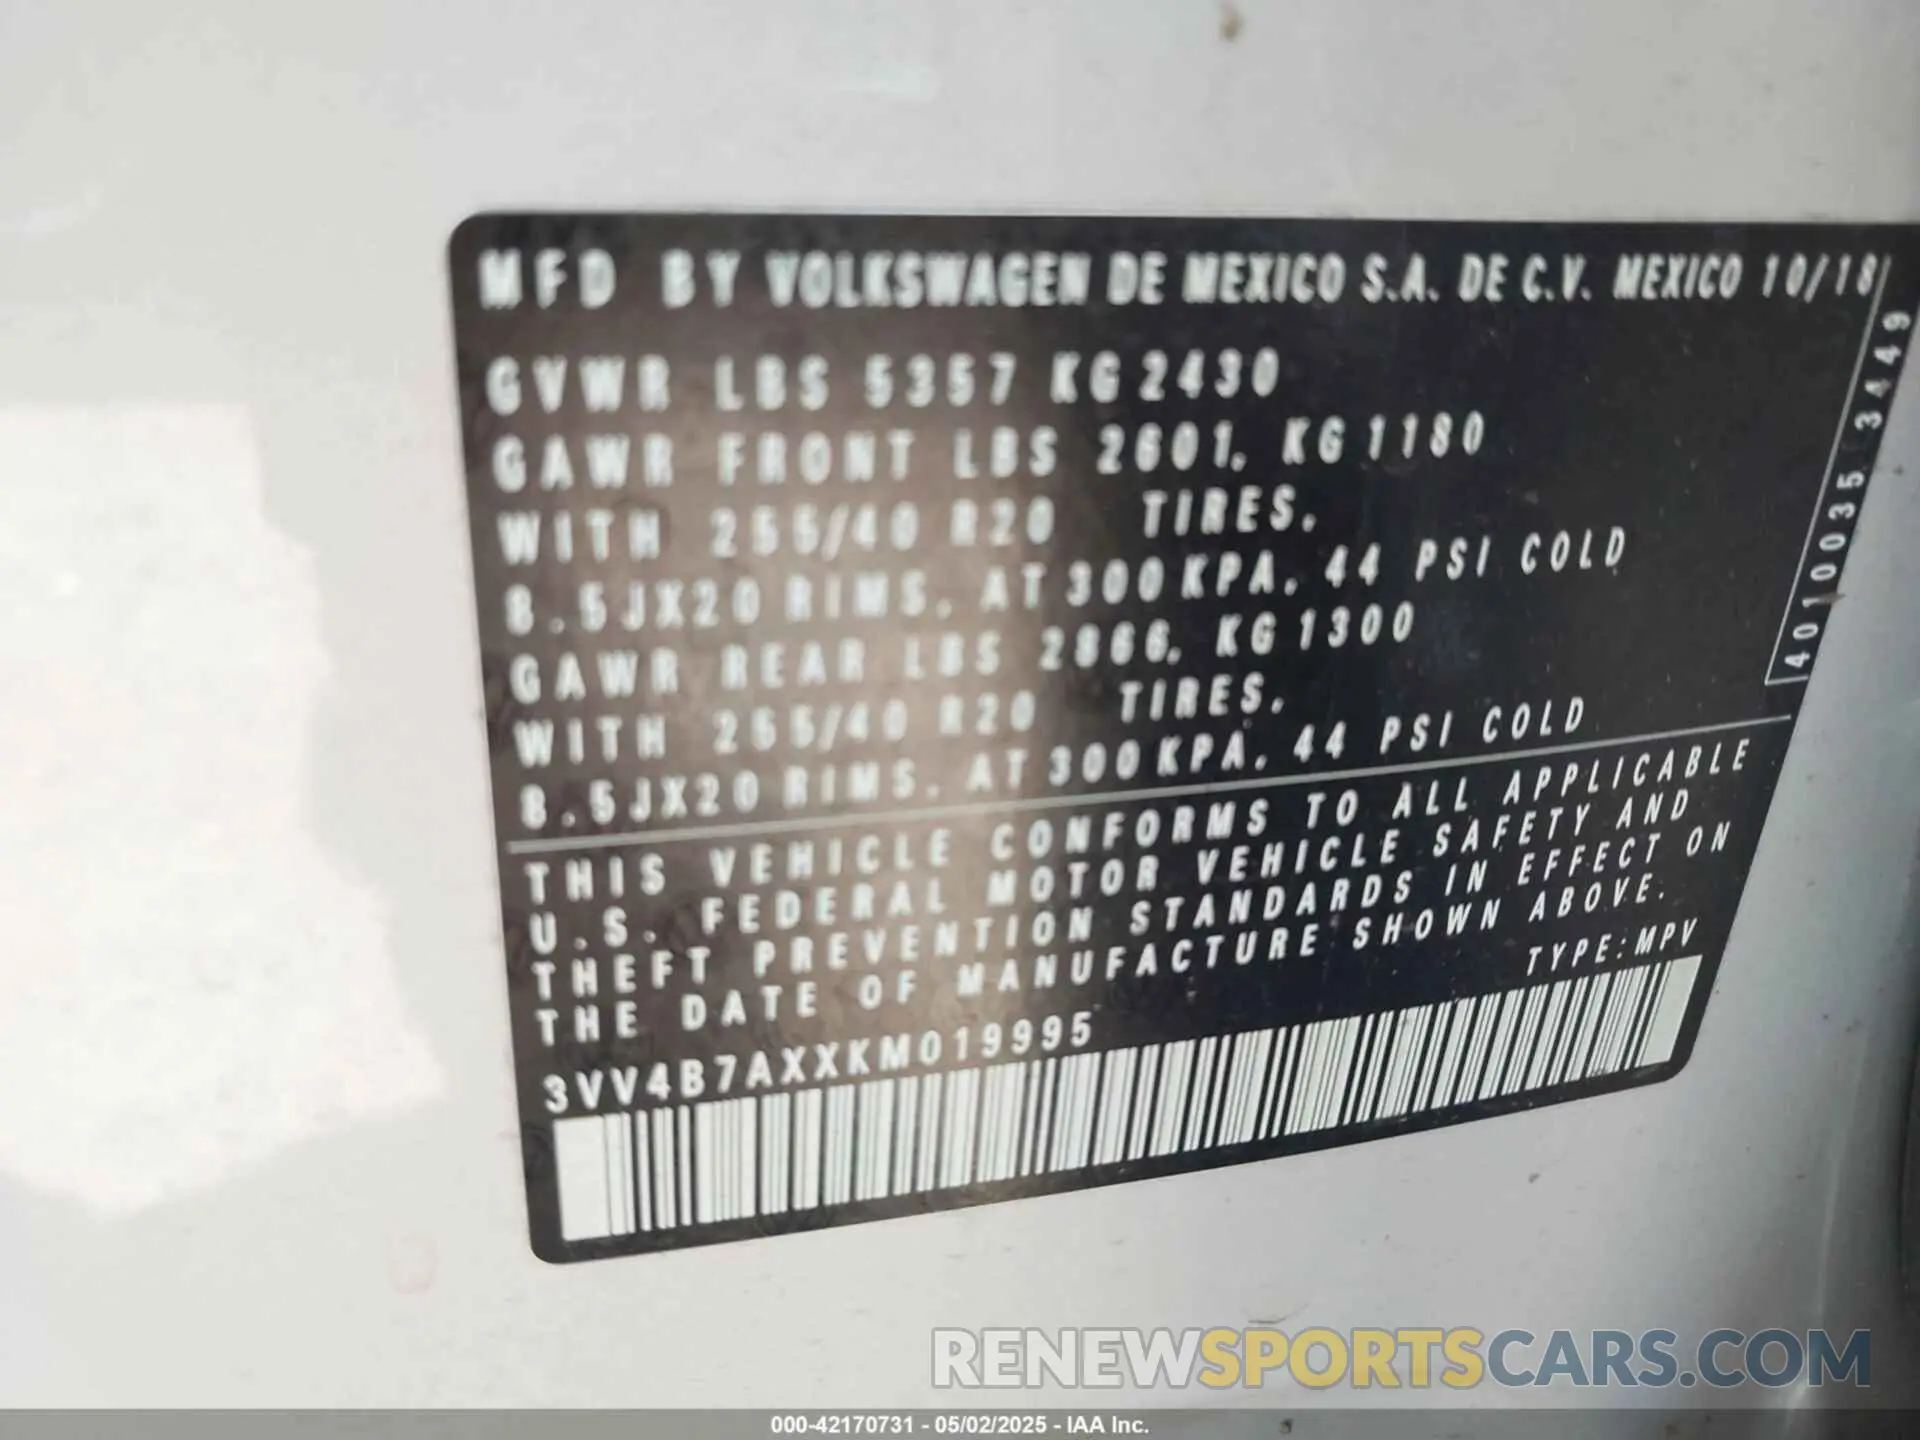 MFD BY VOLKSWAGEN DE MEXICO S.A. DE C.V. MEXICO 10/18
GVWR LBS 5357 KG 2430
GAWR FRONT LBS 2601, KG 1180
WITH 255/40 R20 TIRES,
8.5JX20 RIMS, AT 300 KPA, 44 PSI COLD
GAWR REAR LBS 2866, KG 1300
WITH 255/40 R20 TIRES,
8.5JX20 RIMS, AT 300 KPA, 44 PSI COLD
4010035 3449
THIS VEHICLE CONFORMS TO ALL APPLICABLE
U.S. FEDERAL MOTOR VEHICLE SAFETY AND
THEFT PREVENTION STANDARDS IN EFFECT ON
THE DATE OF MANUFACTURE SHOWN ABOVE.
TYPE:MPV
3VV4B7AXXKM019995
RENEWSPORTSCARS.COM
000-42170731 - 05/02/2025 - IAA Inc.